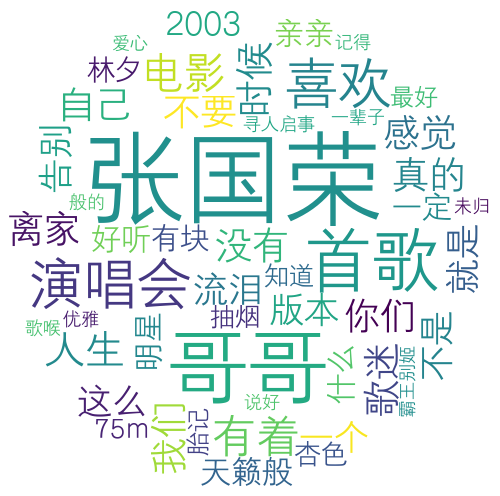 2003
爱心
亲亲
记得
林夕
电影
时候
喜欢
自己
不要
最好
寻人启事
一辈子
感觉
告别
张国荣
真的
般的
一定
未归
离家
好听
有块
没有
首歌
就是
演唱会
流泪
知道
版本
你们
抽烟
歌喉
优雅
人生
明星
哥哥
什么
歌迷
霸王别姬
不是
这么
75m
我们
胎记
有着
说好
一个
杏色
天籁般